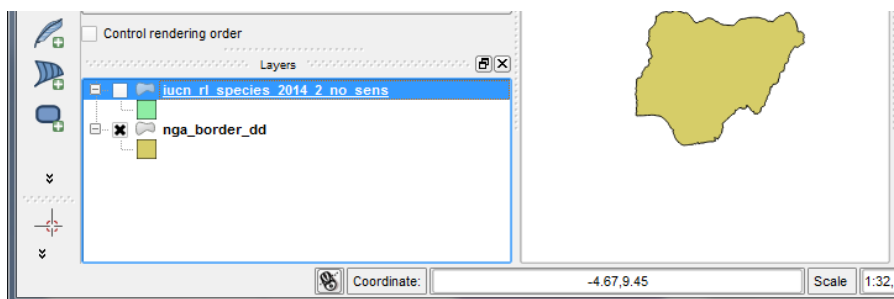 Control rendering order
Layers
iucn_rl_species_2014_2_no_sens
nga_border_dd
Coordinate:
-4.67,9.45
Scale
1:32,